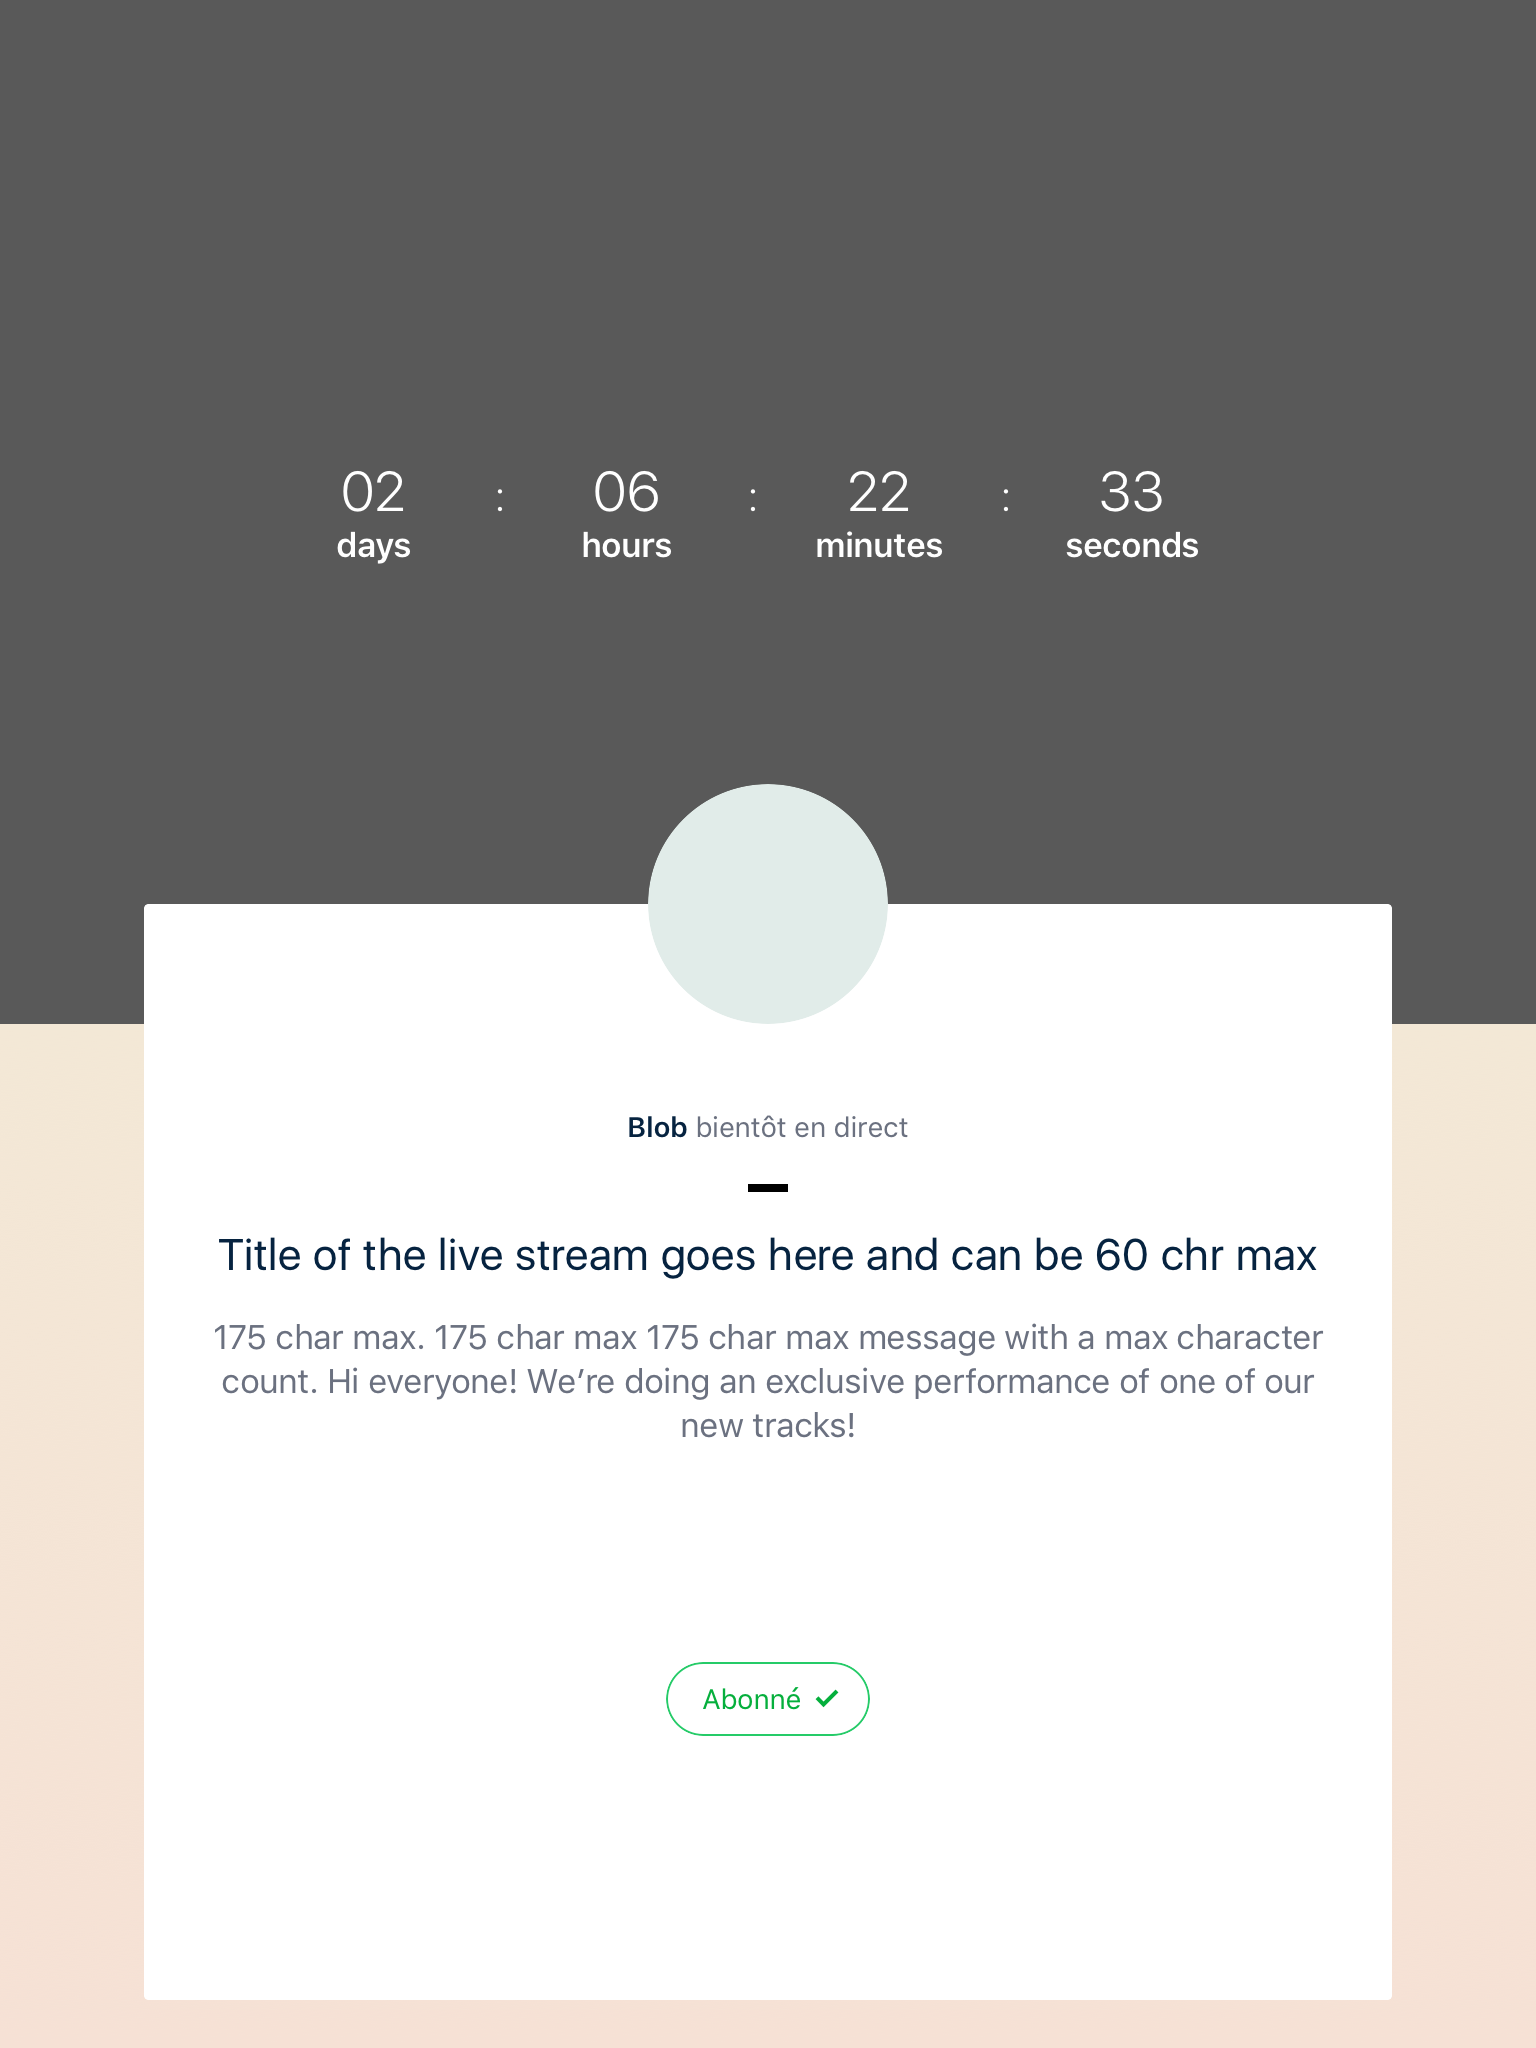 02 : 06 : 22 : 33
days hours minutes seconds
Blob bientôt en direct
Title of the live stream goes here and can be 60 chr max
175 char max. 175 char max 175 char max message with a max character
count. Hi everyone! We’re doing an exclusive performance of one of our
new tracks!
Abonné